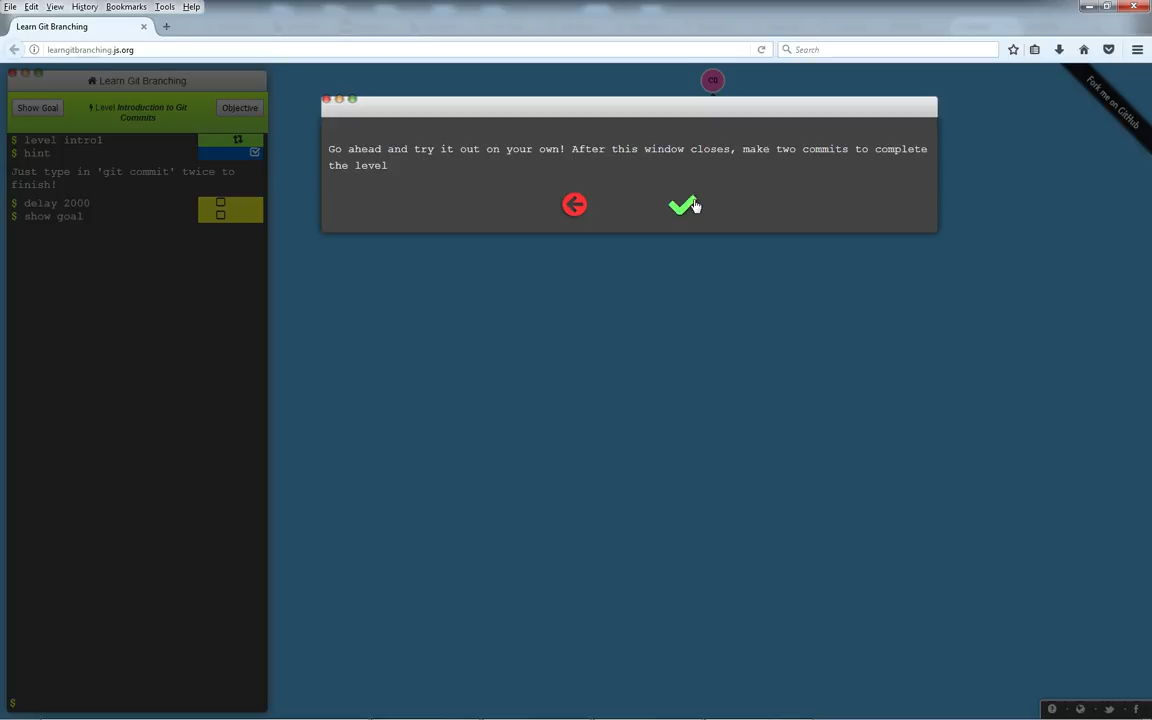 File Edit View History Bookmarks Tools Help
Learn Git Branching
learngitbranching.js.org
Search
Learn Git Branching
Show Goal
Level Introduction to Git
Commits
Objective
$ level intro1
$ hint
Just type in 'git commit' twice to
finish!
$ delay 2000
$ show goal
$
C0
Go ahead and try it out on your own! After this window closes, make two commits to complete
the level
Fork me on GitHub